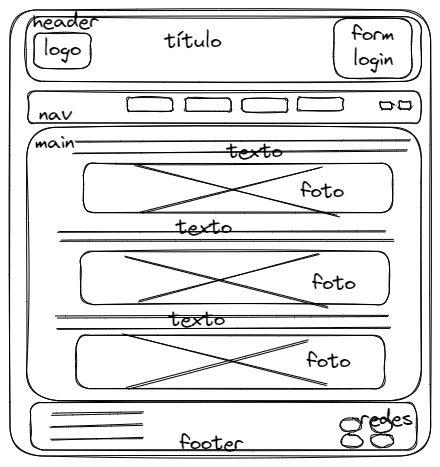 header
logo
título
form
login
nav
main
texto
foto
texto
foto
texto
foto
redes
footer